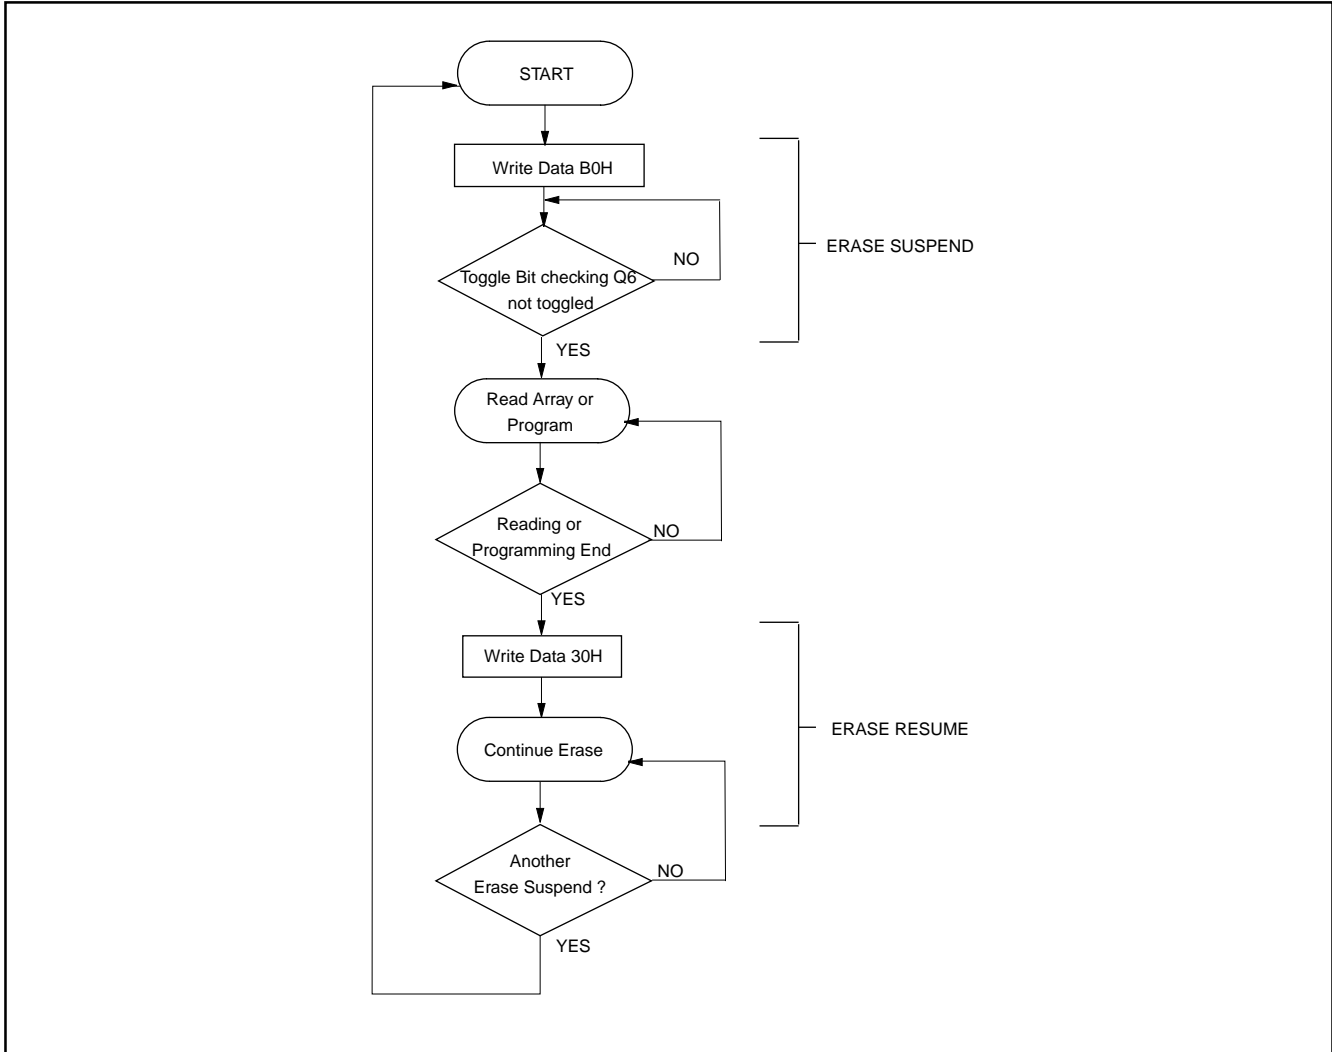 START
Write Data B0H
ERASE SUSPEND
NO
Toggle Bit checking Q6
not toggled
YES
Read Array or
Program
Reading or
Programming End
NO
YES
Write Data 30H
ERASE RESUME
Continue Erase
Another
Erase Suspend ?
NO
YES